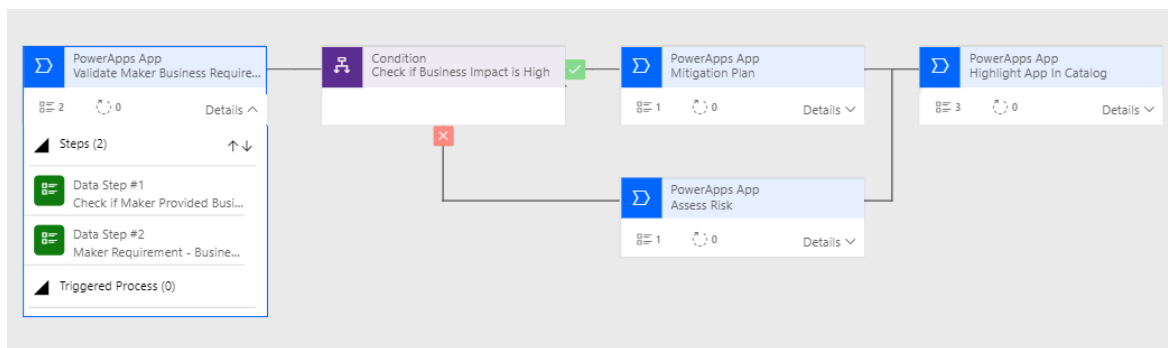 PowerApps App
Validate Maker Business Require...
2
0
Details
Steps (2)
Data Step #1
Check if Maker Provided Busi...
Data Step #2
Maker Requirement - Busine...
Triggered Process (0)
Condition
Check if Business Impact is High
PowerApps App
Mitigation Plan
1
0
Details
PowerApps App
Assess Risk
1
0
Details
PowerApps App
Highlight App In Catalog
3
0
Details